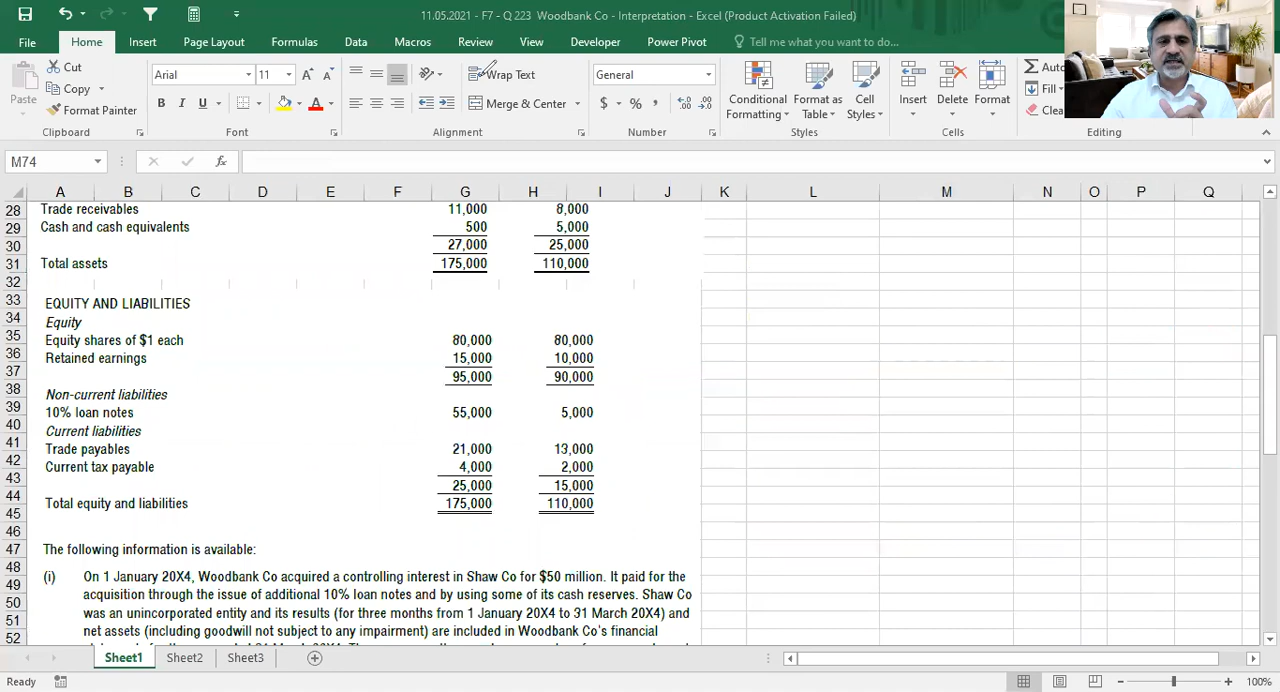 11.05.2021 - F7 - Q 223 Woodbank Co - Interpretation - Excel (Product Activation Failed)
File Home Insert Page Layout Formulas Data Macros Review View Developer Power Pivot Tell me what you want to do...
Paste Cut Copy Format Painter
Arial 11 General
B I U Wrap Text Merge & Center $ % ,
Conditional Formatting Format as Table Cell Styles Insert Delete Format
Clipboard Font Alignment Number Styles Cells Editing
M74 fx
A B C D E F G H I J K L M N O P Q
28 Trade receivables 11,000 8,000
29 Cash and cash equivalents 500 5,000
30 27,000 25,000
31 Total assets 175,000 110,000
32
33 EQUITY AND LIABILITIES
34 Equity
35 Equity shares of $1 each 80,000 80,000
36 Retained earnings 15,000 10,000
37 95,000 90,000
38 Non-current liabilities
39 10% loan notes 55,000 5,000
40 Current liabilities
41 Trade payables 21,000 13,000
42 Current tax payable 4,000 2,000
43 25,000 15,000
44 Total equity and liabilities 175,000 110,000
45
46
47 The following information is available:
48
49 (i) On 1 January 20X4, Woodbank Co acquired a controlling interest in Shaw Co for $50 million. It paid for the
50 acquisition through the issue of additional 10% loan notes and by using some of its cash reserves. Shaw Co
51 was an unincorporated entity and its results (for three months from 1 January 20X4 to 31 March 20X4) and
52 net assets (including goodwill not subject to any impairment) are included in Woodbank Co's financial
Sheet1 Sheet2 Sheet3
Ready 100%